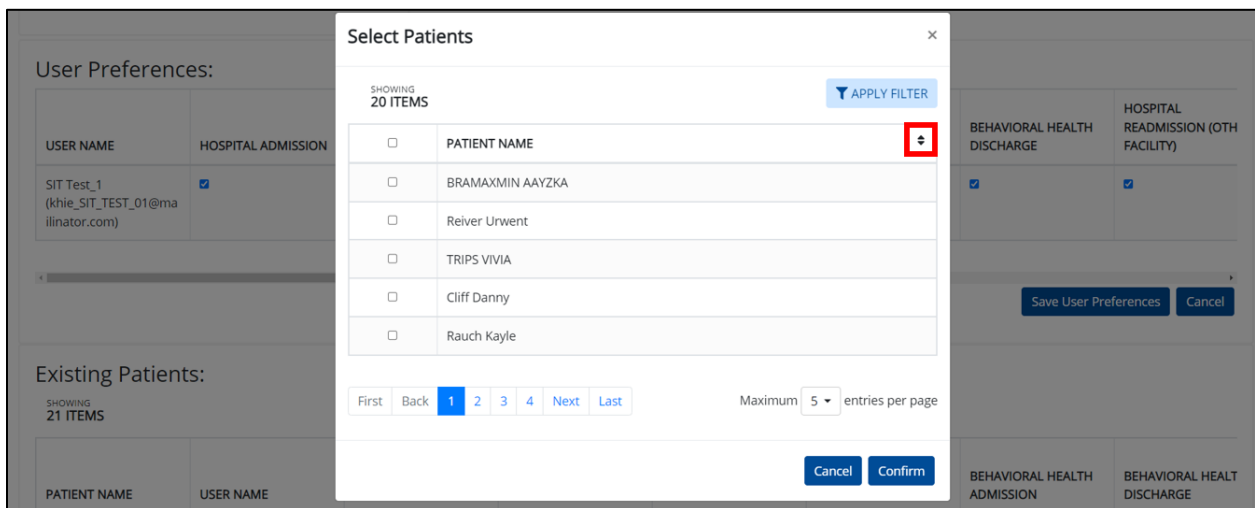 Select Patients ×
SHOWING
20 ITEMS
APPLY FILTER
PATIENT NAME
BRAMAXMIN AAYZKA
Reiver Urwent
TRIPS VIVIA
Cliff Danny
Rauch Kayle
First Back 1 2 3 4 Next Last
Maximum 5 entries per page
Cancel Confirm
User Preferences:
USER NAME
HOSPITAL ADMISSION
BEHAVIORAL HEALTH
DISCHARGE
HOSPITAL
READMISSION (OTH
FACILITY)
SIT Test_1
(khie_SIT_TEST_01@ma
ilinator.com)
Save User Preferences Cancel
Existing Patients:
SHOWING
21 ITEMS
PATIENT NAME
USER NAME
BEHAVIORAL HEALTH
ADMISSION
BEHAVIORAL HEALT
DISCHARGE